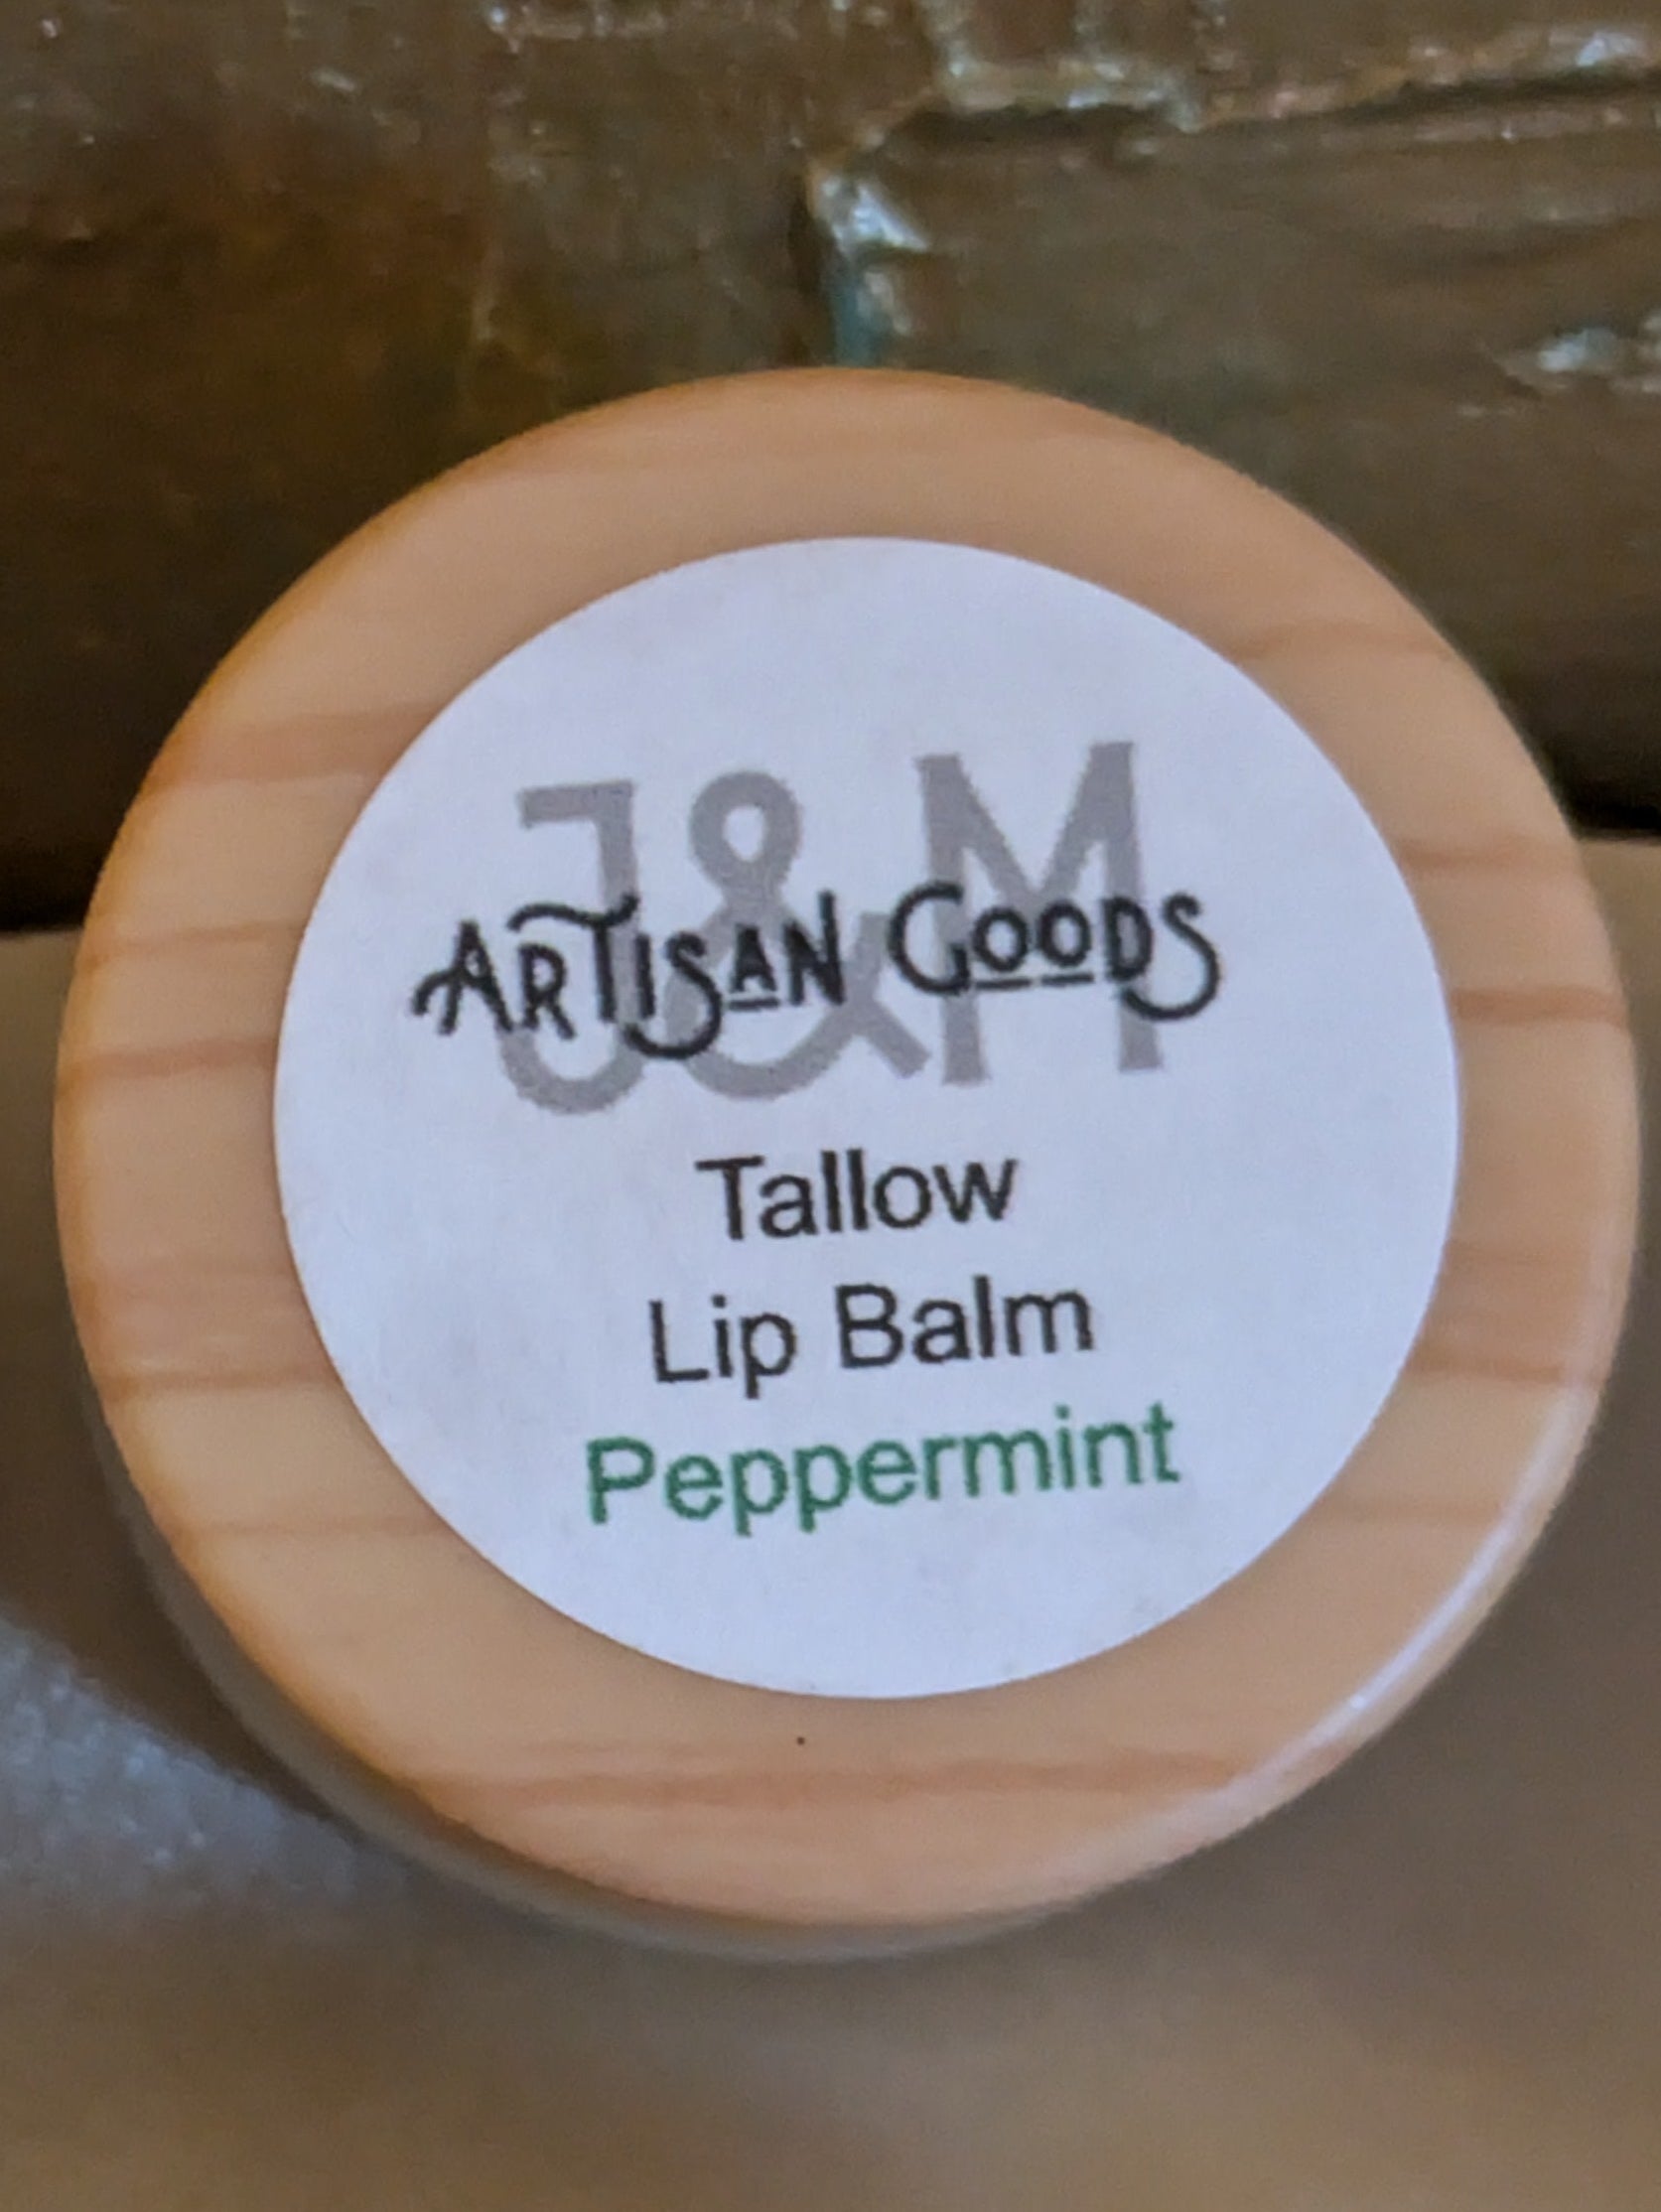 J&M
Artisan Goods
Tallow
Lip Balm
Peppermint